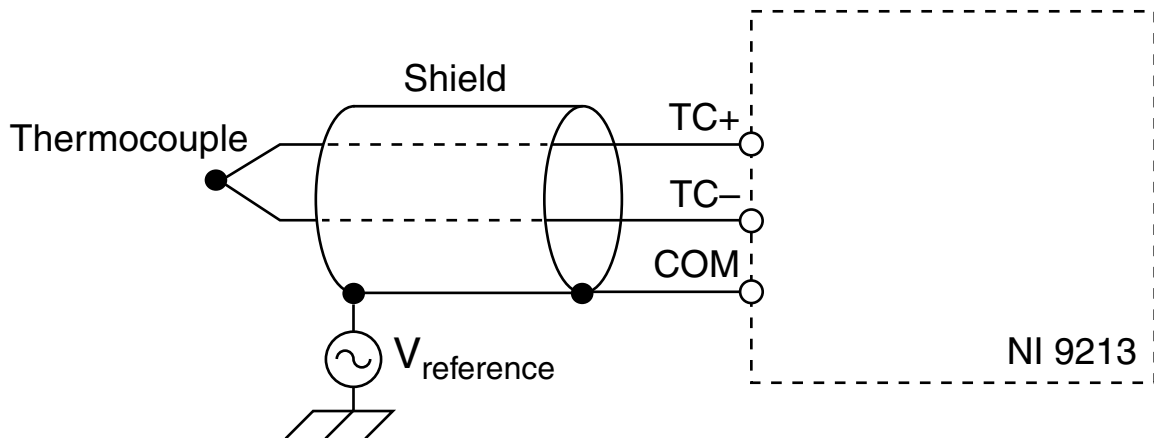 Shield
Thermocouple
TC+
TC–
COM
Vreference
NI 9213